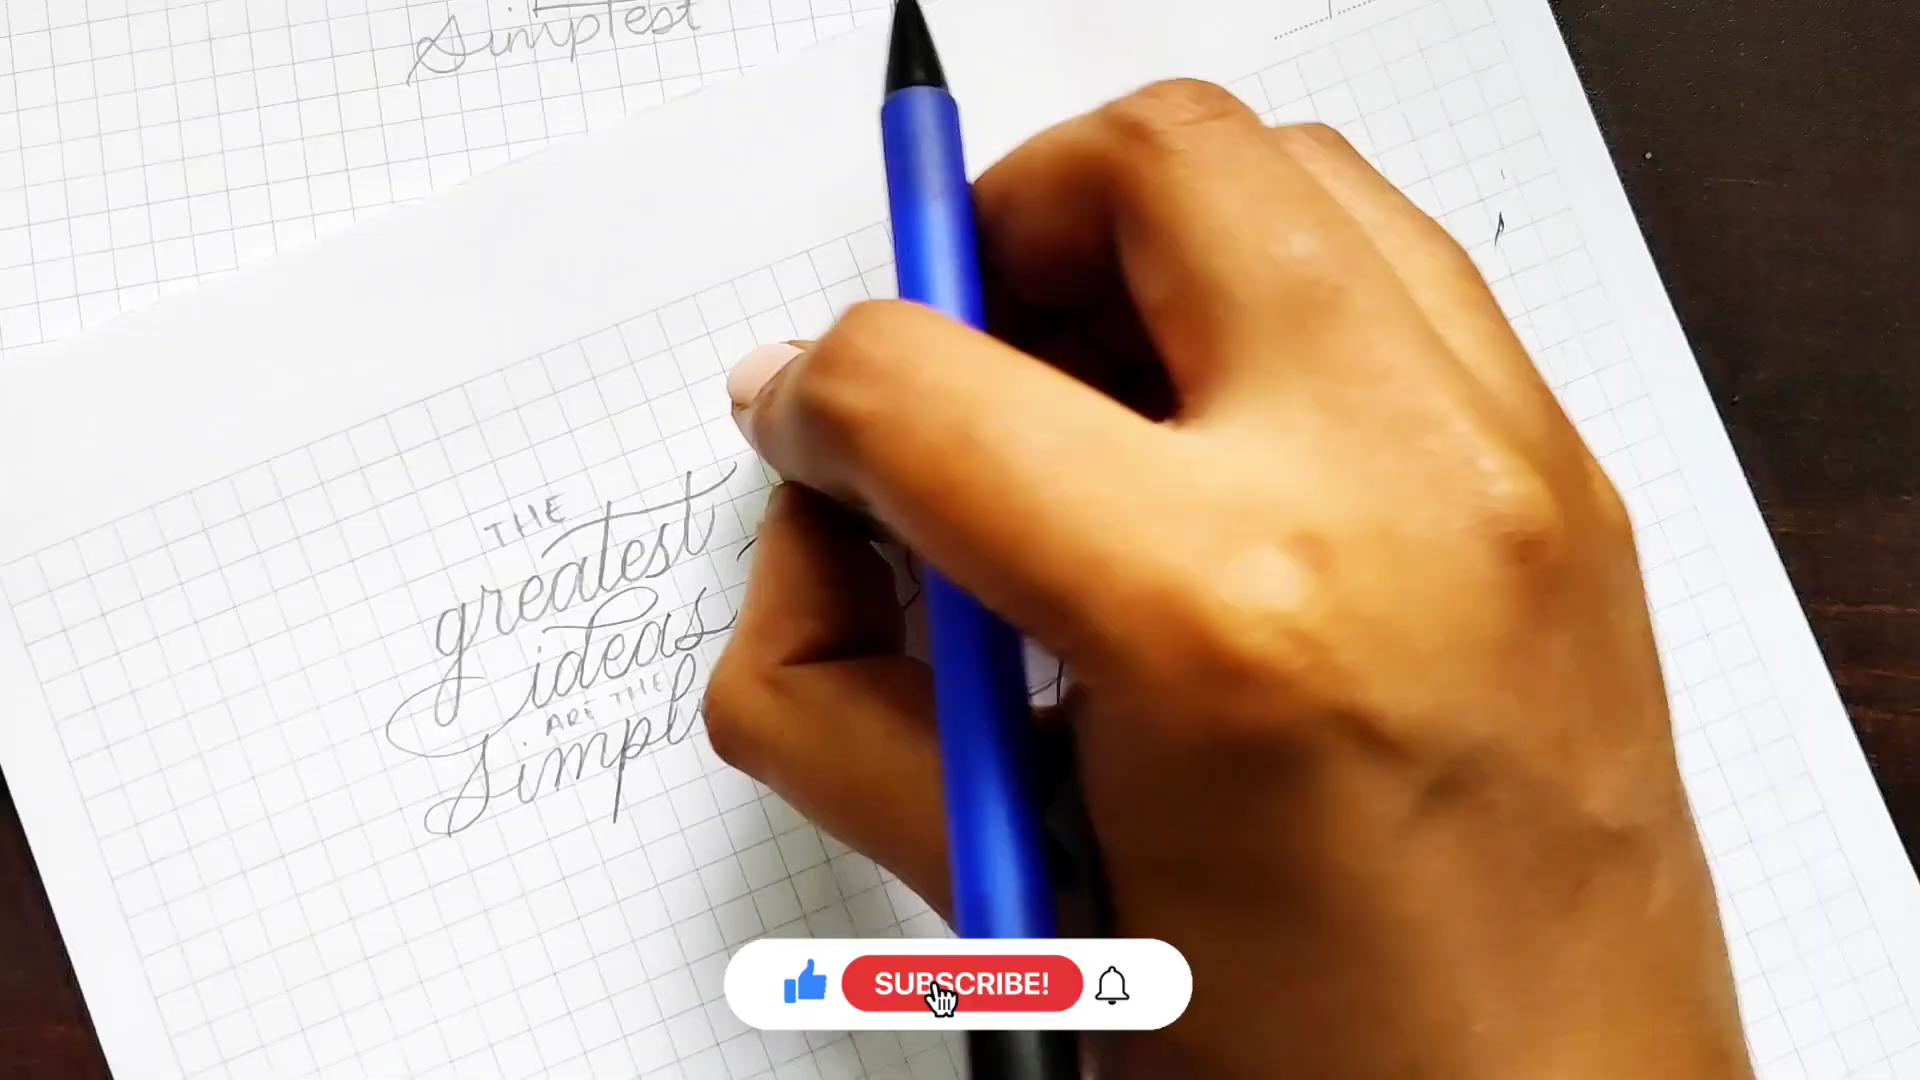 Simplest
THE
greatest
ideas
ARE THE
Simpl
SUBSCRIBE!